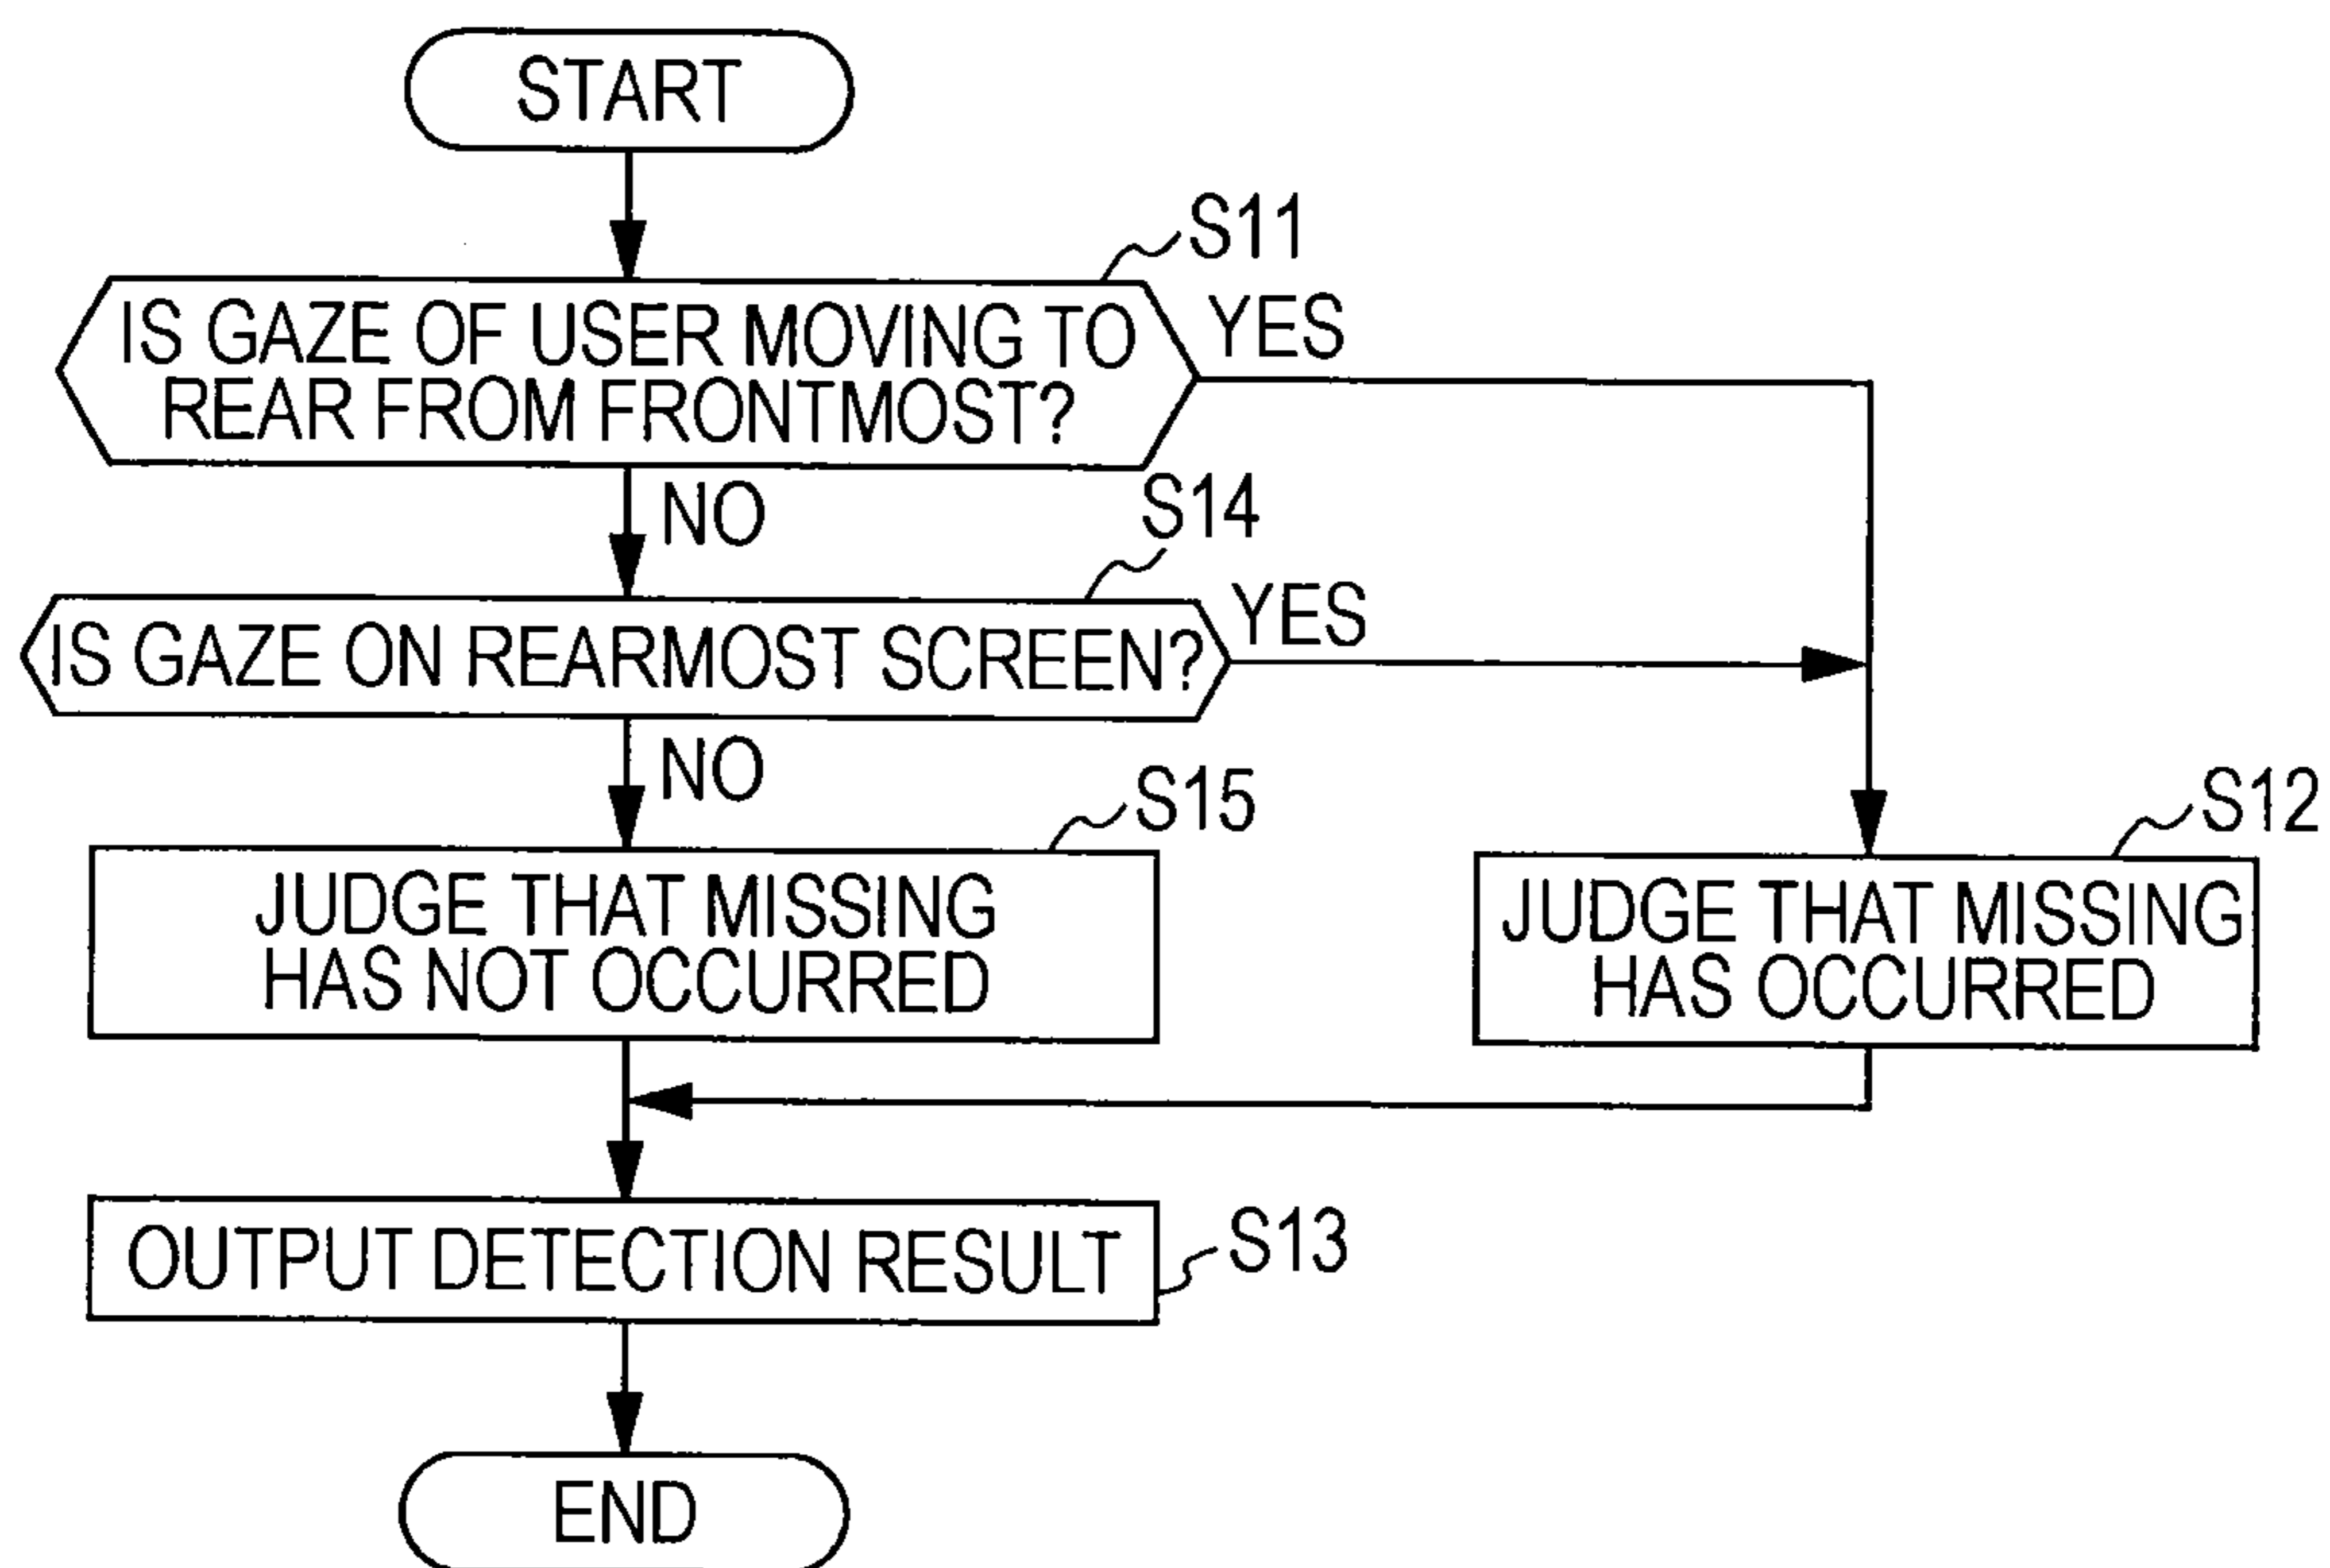 START
S11
IS GAZE OF USER MOVING TO
REAR FROM FRONTMOST?
YES
NO
S14
IS GAZE ON REARMOST SCREEN?
YES
NO
S15
JUDGE THAT MISSING
HAS NOT OCCURRED
S12
JUDGE THAT MISSING
HAS OCCURRED
OUTPUT DETECTION RESULT
S13
END